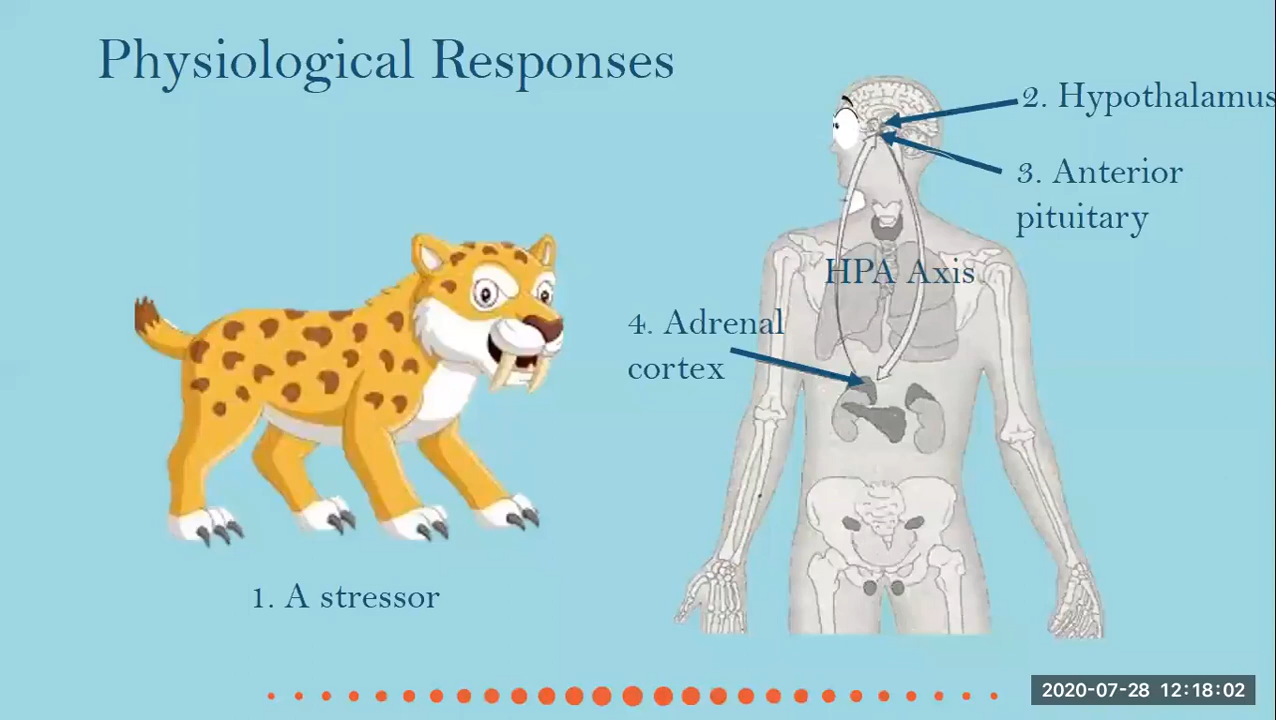 Physiological Responses
2. Hypothalamus
3. Anterior
pituitary
HPA Axis
4. Adrenal
cortex
1. A stressor
2020-07-28 12:18:02